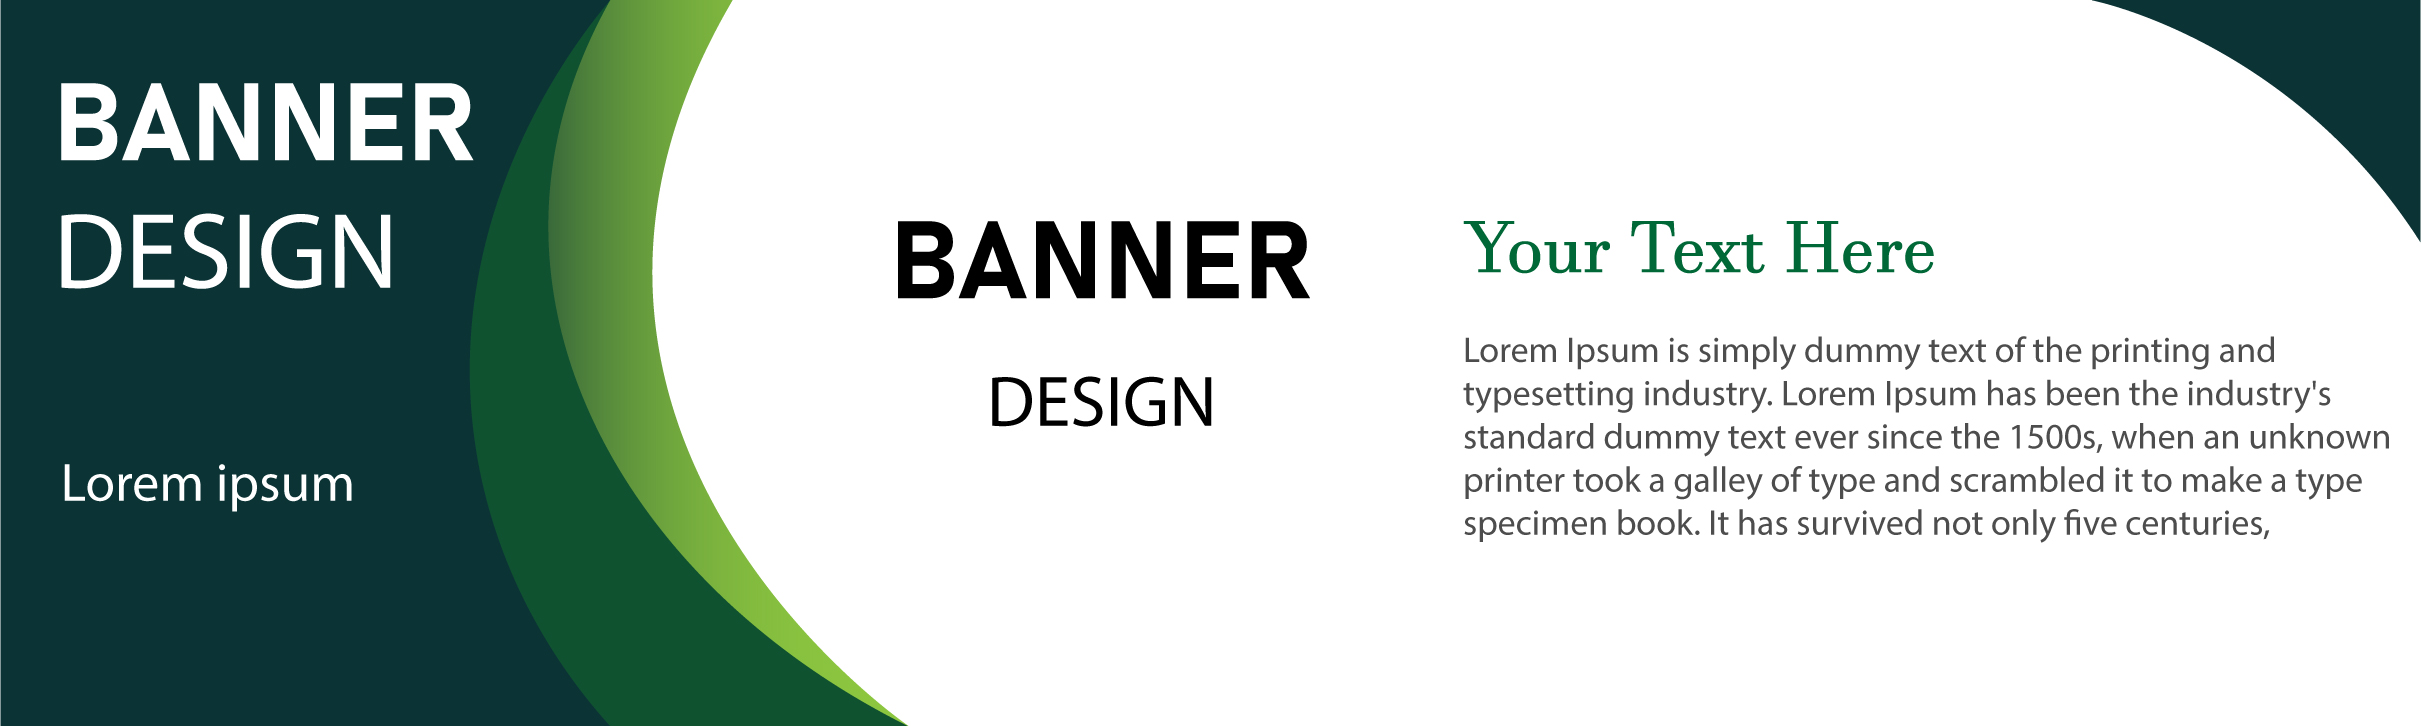 BANNER
DESIGN
Lorem ipsum
BANNER
DESIGN
Your Text Here
Lorem Ipsum is simply dummy text of the printing and
typesetting industry. Lorem Ipsum has been the industry's
standard dummy text ever since the 1500s, when an unknown
printer took a galley of type and scrambled it to make a type
specimen book. It has survived not only five centuries,